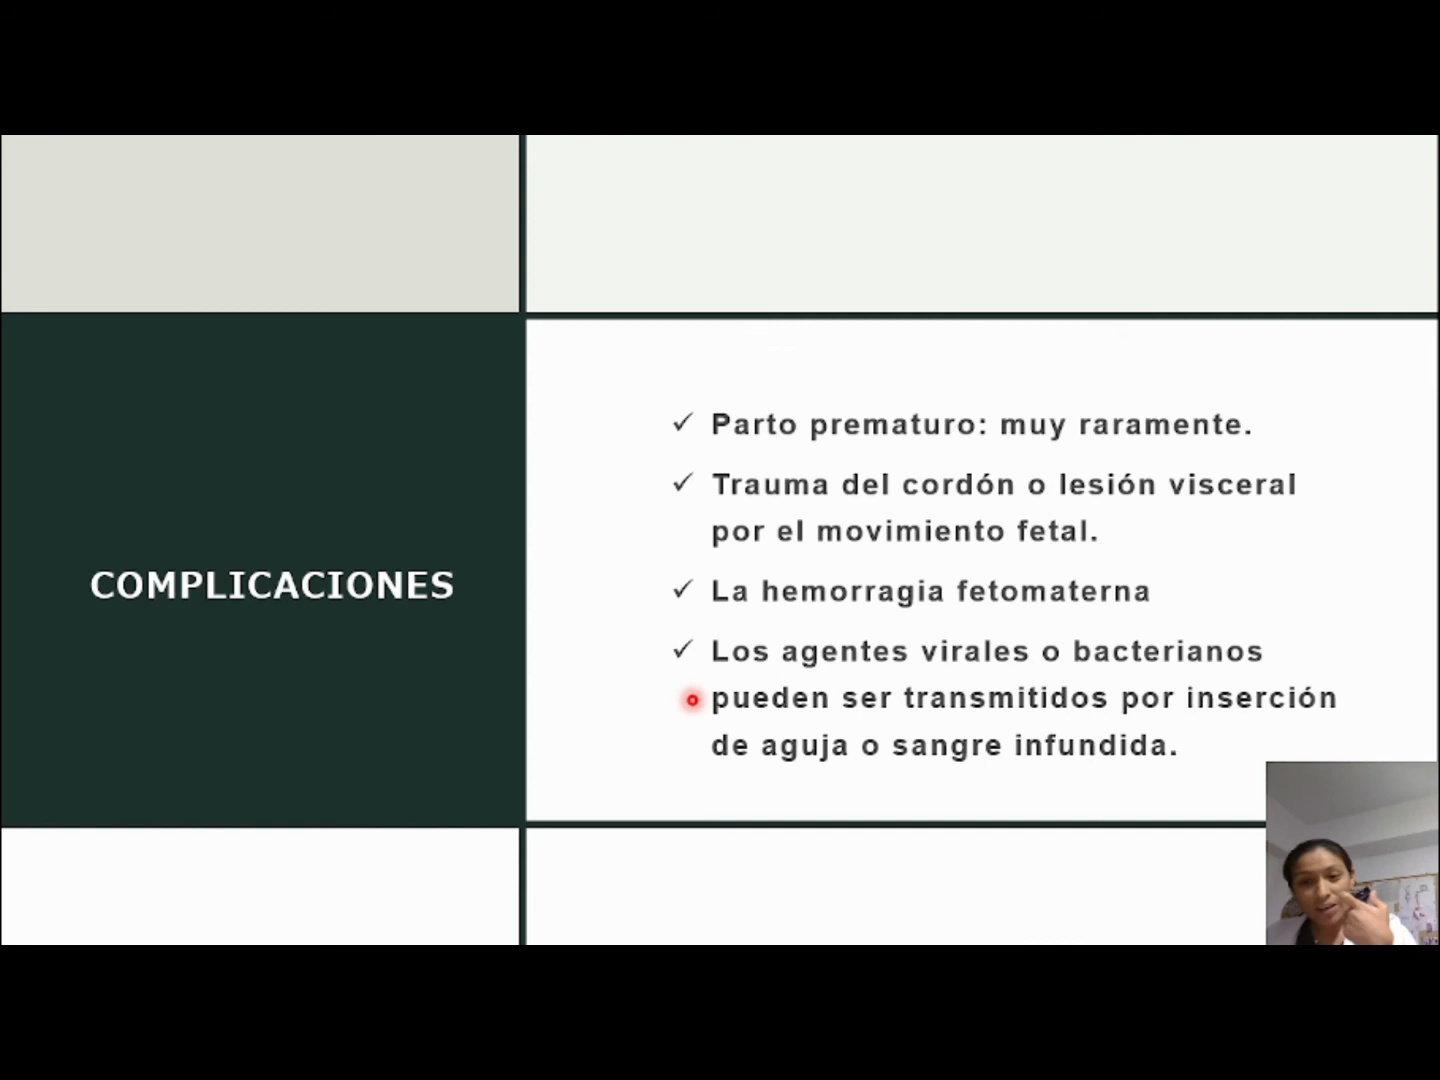 COMPLICACIONES
✓ Parto prematuro: muy raramente.
✓ Trauma del cordón o lesión visceral
por el movimiento fetal.
✓ La hemorragia fetomaterna
✓ Los agentes virales o bacterianos
pueden ser transmitidos por inserción
de aguja o sangre infundida.